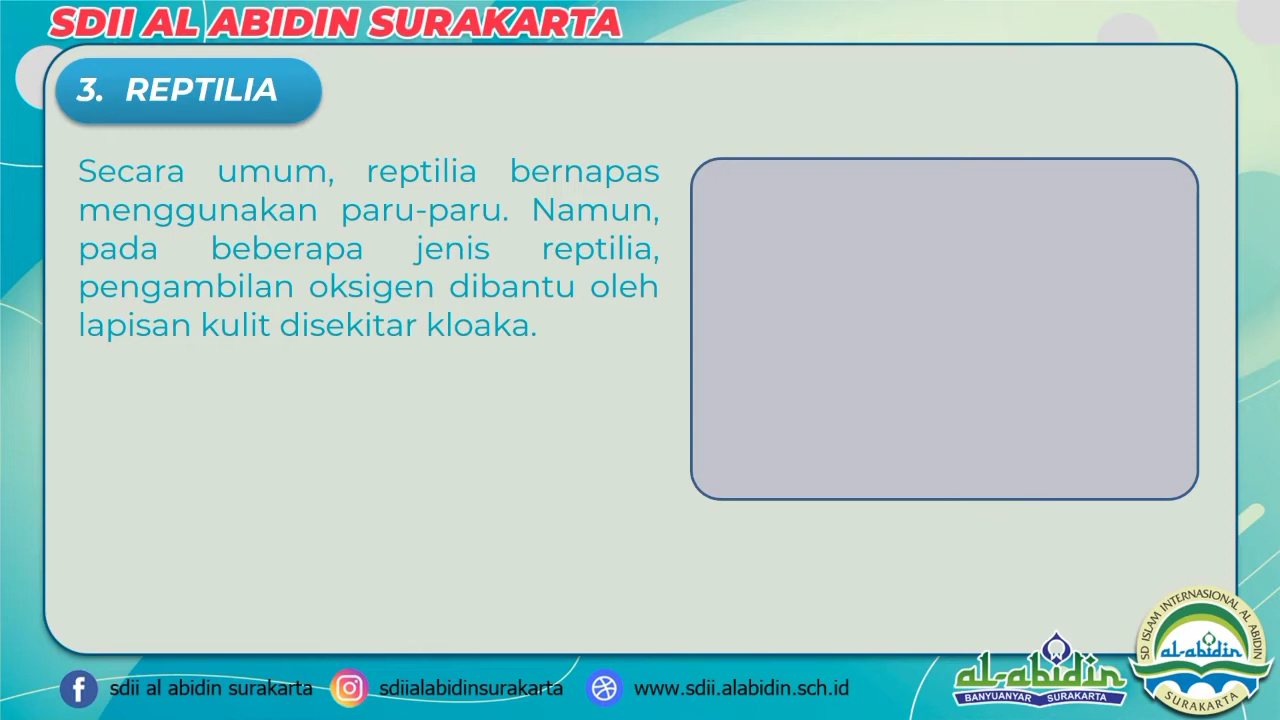 SDII AL ABIDIN SURAKARTA
3. REPTILIA
Secara umum, reptilia bernapas
menggunakan paru-paru. Namun,
pada beberapa jenis reptilia,
pengambilan oksigen dibantu oleh
lapisan kulit disekitar kloaka.
sdii al abidin surakarta
sdiialabidinsurakarta
www.sdii.alabidin.sch.id
al-abidin
BANYUANYAR SURAKARTA
SD ISLAM INTERNASIONAL AL ABIDIN
al-abidin
SURAKARTA